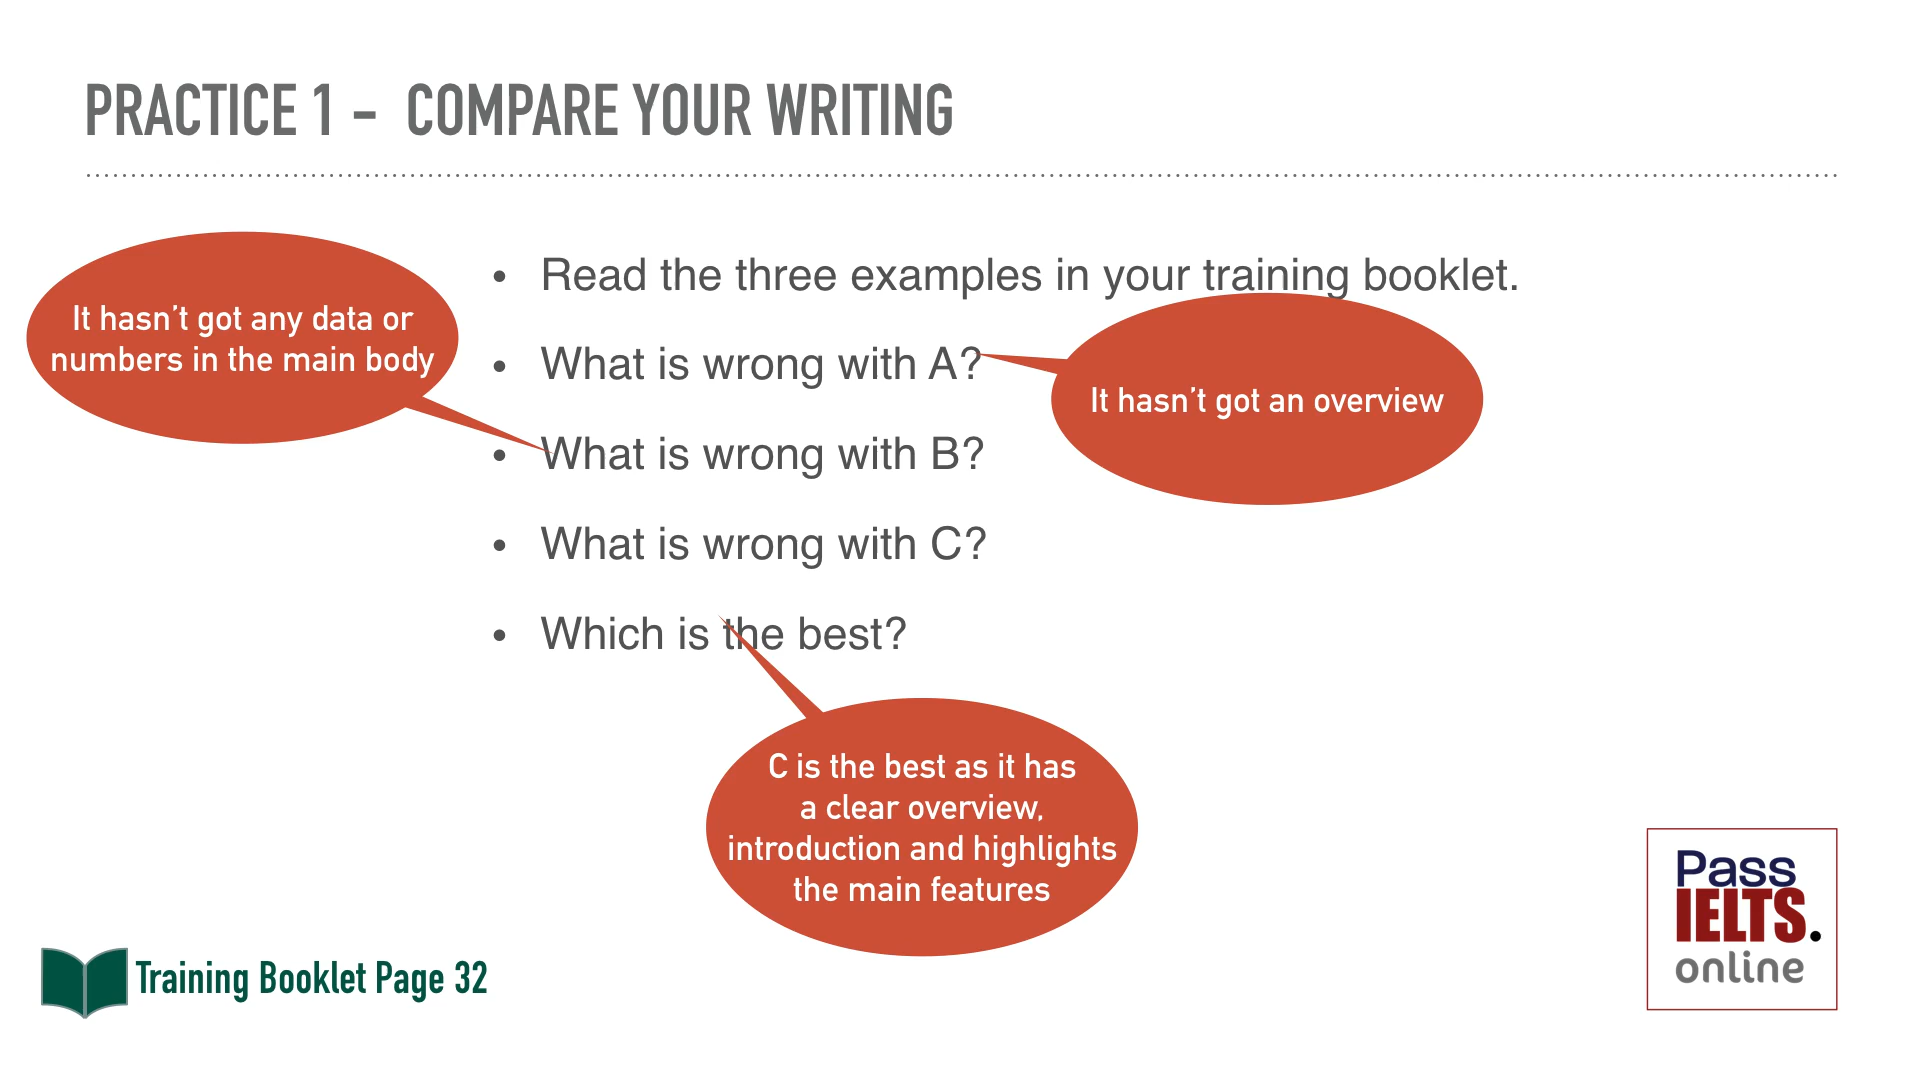 PRACTICE 1 - COMPARE YOUR WRITING
It hasn't got any data or
numbers in the main body
• Read the three examples in your training booklet.
• What is wrong with A?
It hasn't got an overview
• What is wrong with B?
• What is wrong with C?
• Which is the best?
C is the best as it has
a clear overview,
introduction and highlights
the main features
Training Booklet Page 32
Pass
IELTS.
online